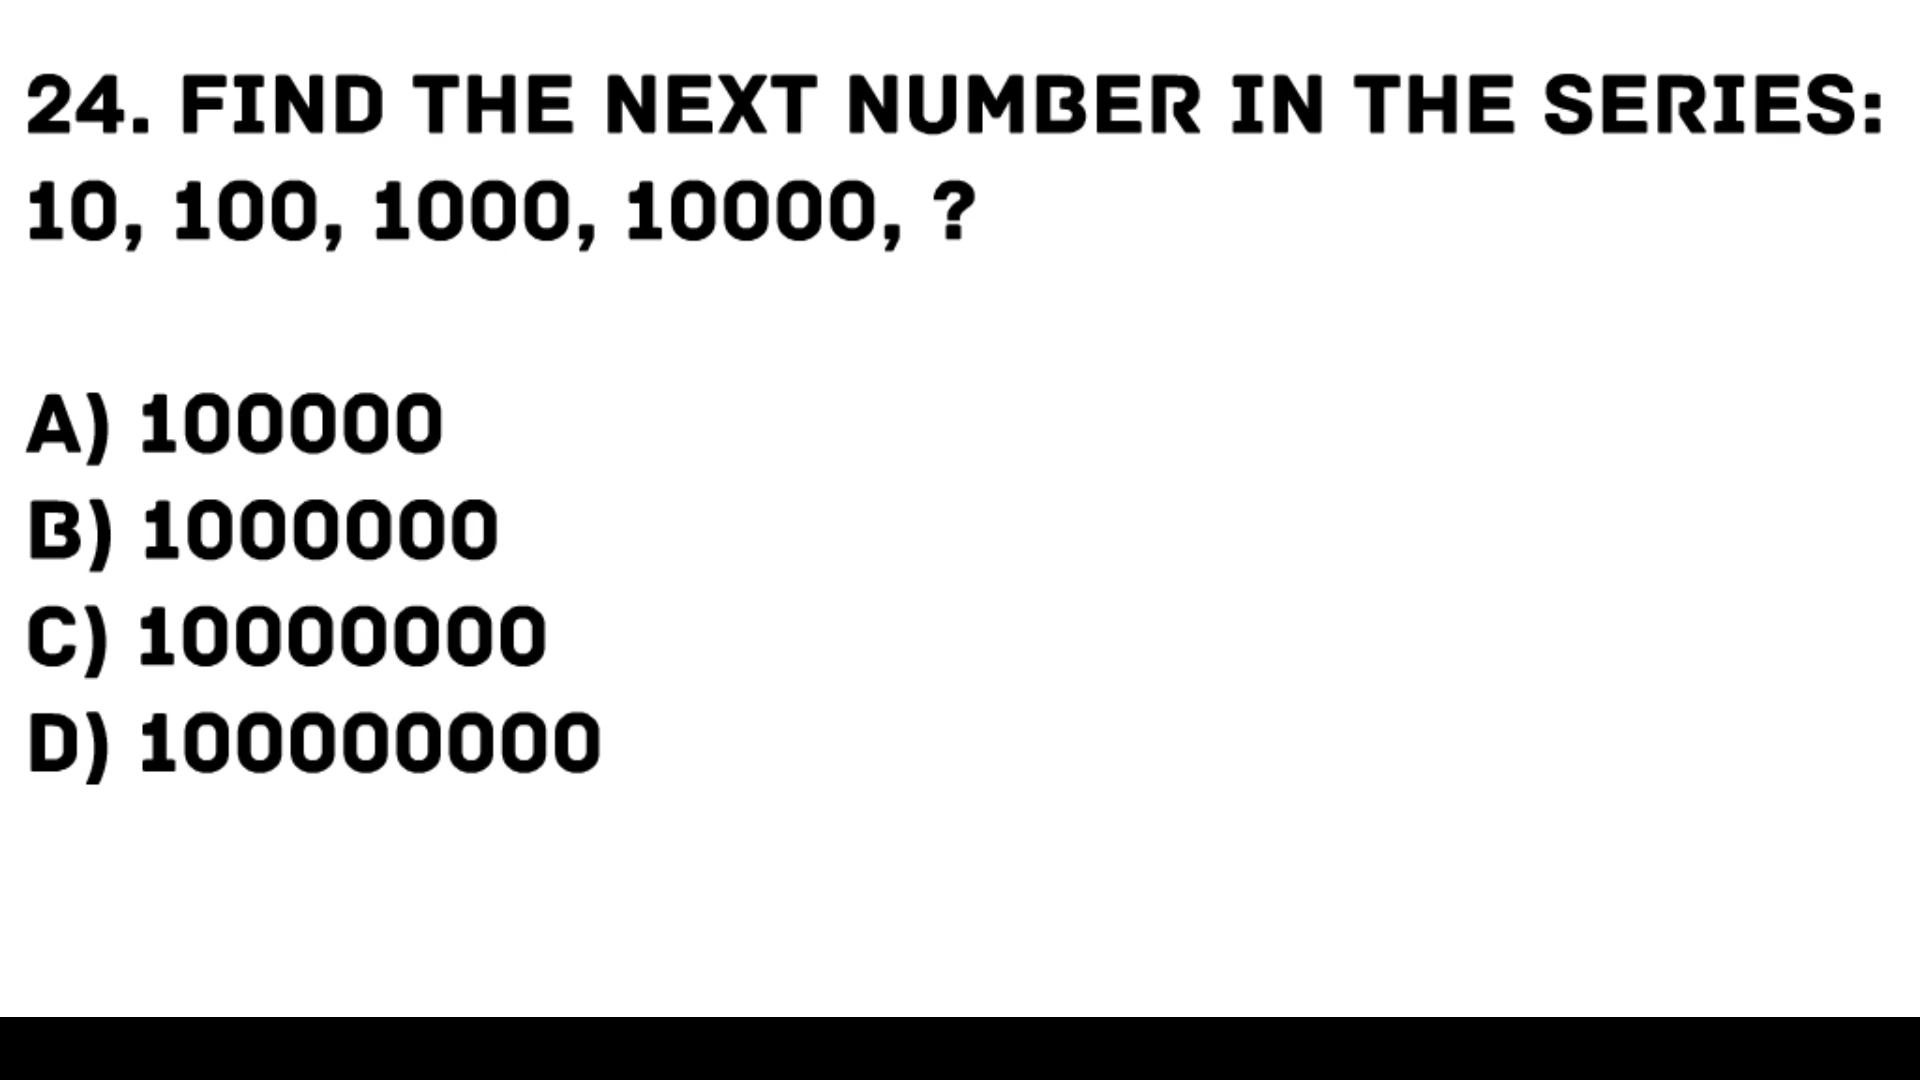 24. FIND THE NEXT NUMBER IN THE SERIES:
10, 100, 1000, 10000, ?
A) 100000
B) 1000000
C) 10000000
D) 100000000